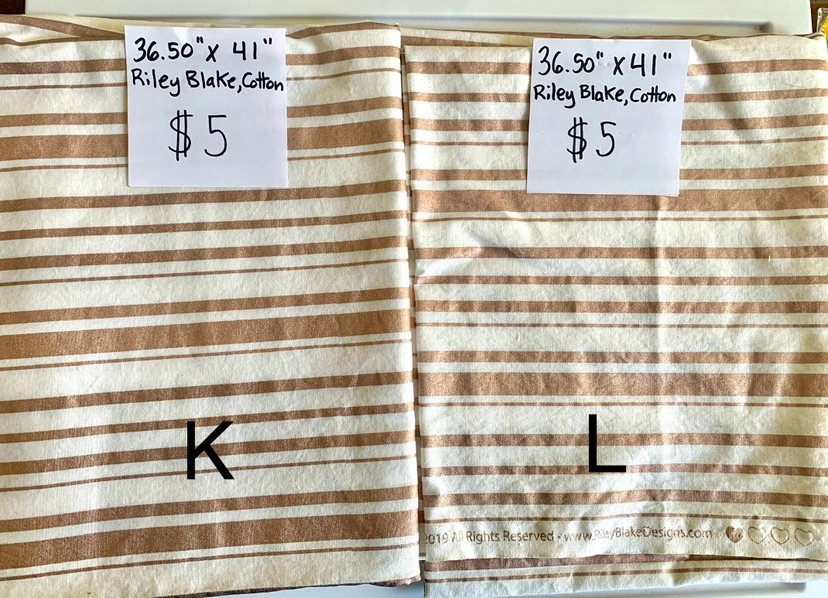 36.50" x 41"
Riley Blake, Cotton
$5
36.50" x 41"
Riley Blake, Cotton
$5
K
L
2019 All Rights Reserved - www.RileyBlakeDesigns.com